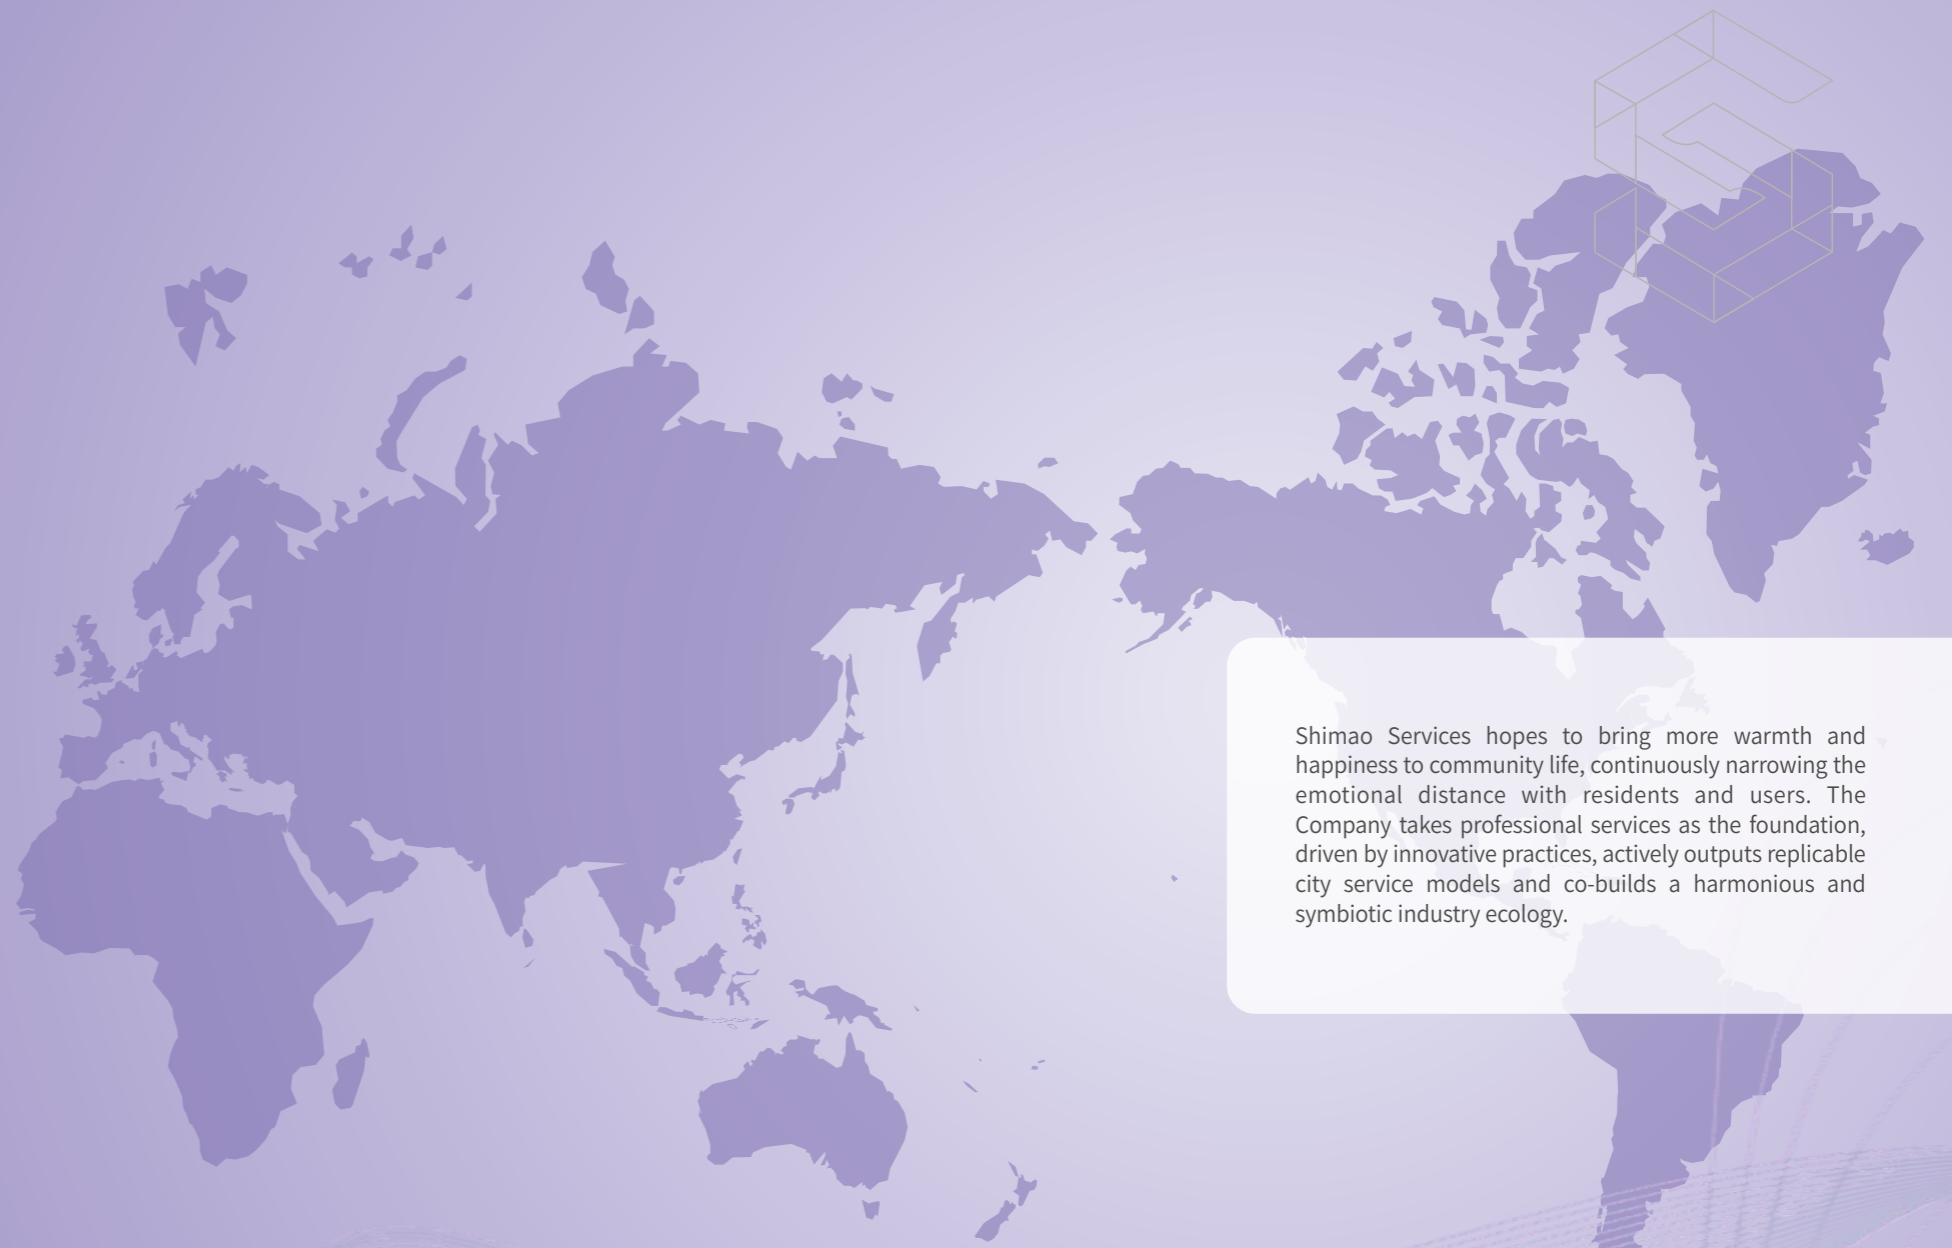 Shimao Services hopes to bring more warmth and
happiness to community life, continuously narrowing the
emotional distance with residents and users. The
Company takes professional services as the foundation,
driven by innovative practices, actively outputs replicable
city service models and co-builds a harmonious and
symbiotic industry ecology.